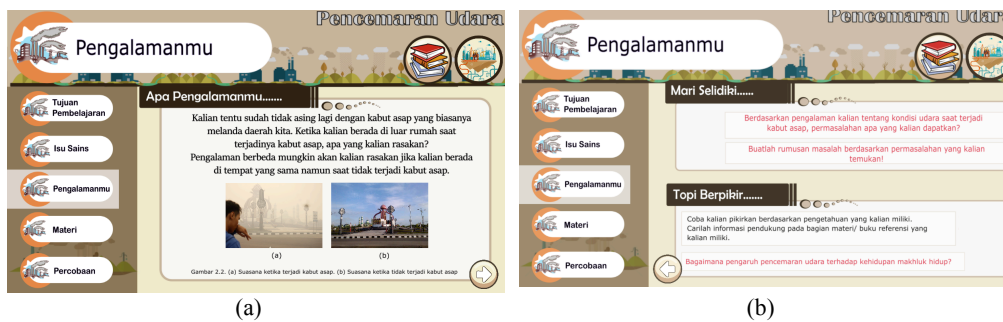 Pencemaran Udara
Pengalamanmu
Tujuan
Pembelajaran
Isu Sains
Pengalamanmu
Materi
Percobaan
Apa Pengalamanmu.......
Kalian tentu sudah tidak asing lagi dengan kabut asap yang biasanya
melanda daerah kita. Ketika kalian berada di luar rumah saat
terjadinya kabut asap, apa yang kalian rasakan?
Pengalaman berbeda mungkin akan kalian rasakan jika kalian berada
di tempat yang sama namun saat tidak terjadi kabut asap.
(a)
(b)
Gambar 2.2. (a) Suasana ketika terjadi kabut asap. (b) Suasana ketika tidak terjadi kabut asap
(a)
Pencemaran Udar
Pengalamanmu
Tujuan
Pembelajaran
Isu Sains
Pengalamanmu
Materi
Percobaan
Mari Selidiki......
Berdasarkan pengalaman kalian tentang kondisi udara saat terjadi
kabut asap, permasalahan apa yang kalian dapatkan?
Buatlah rumusan masalah berdasarkan permasalahan yang kalian
temukan!
Topi Berpikir.......
Coba kalian pikirkan berdasarkan pengetahuan yang kalian miliki.
Carilah informasi pendukung pada bagian materi/ buku referensi yang
kalian miliki.
Bagaimana pengaruh pencemaran udara terhadap kehidupan makhluk hidup?
(b)